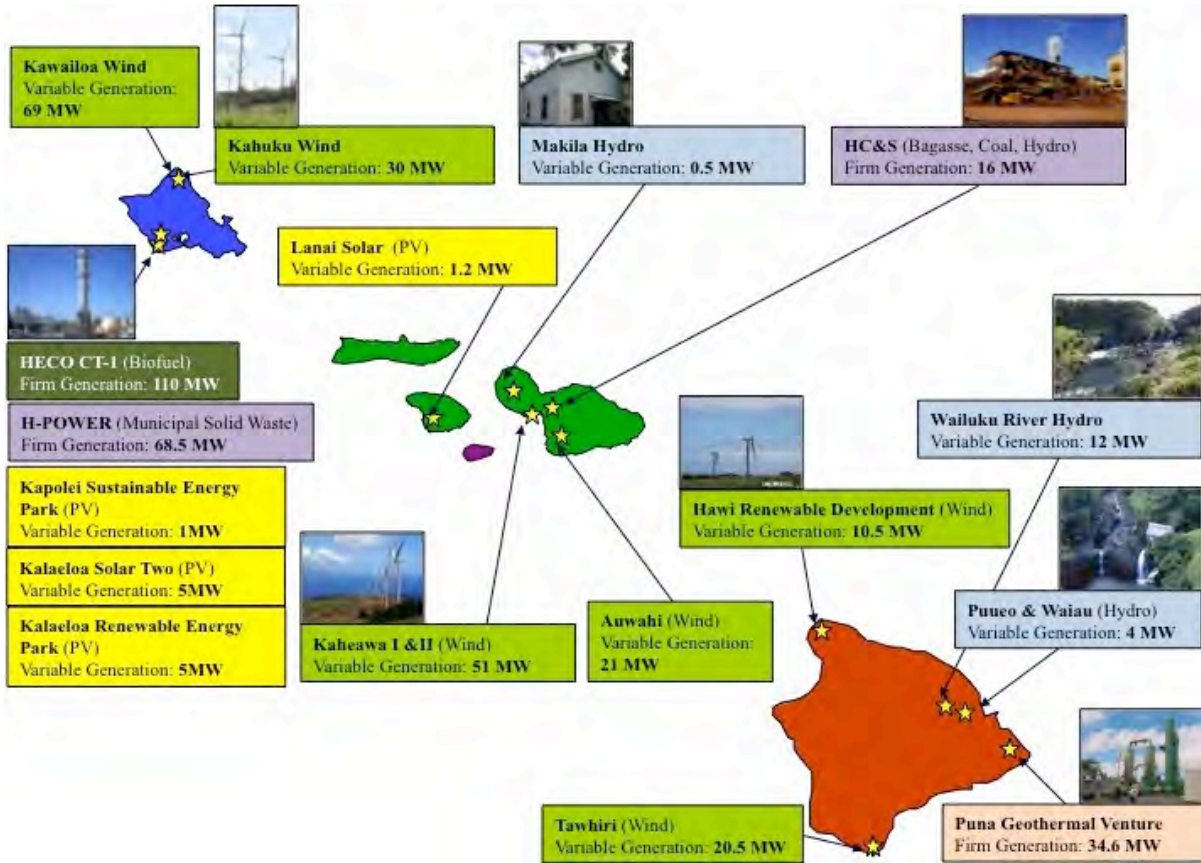 Kawailoa Wind
Variable Generation:
69 MW
Kahuku Wind
Variable Generation: 30 MW
Makila Hydro
Variable Generation: 0.5 MW
HC&S (Bagasse, Coal, Hydro)
Firm Generation: 16 MW
Lanai Solar (PV)
Variable Generation: 1.2 MW
HECO CT-1 (Biofuel)
Firm Generation: 110 MW
H-POWER (Municipal Solid Waste)
Firm Generation: 68.5 MW
Kapolei Sustainable Energy
Park (PV)
Variable Generation: 1MW
Kalaeloa Solar Two (PV)
Variable Generation: 5MW
Kalaeloa Renewable Energy
Park (PV)
Variable Generation: 5MW
Kaheawa I &II (Wind)
Variable Generation: 51 MW
Auwahi (Wind)
Variable Generation:
21 MW
Hawi Renewable Development (Wind)
Variable Generation: 10.5 MW
Wailuku River Hydro
Variable Generation: 12 MW
Puueo & Waiau (Hydro)
Variable Generation: 4 MW
Tawhiri (Wind)
Variable Generation: 20.5 MW
Puna Geothermal Venture
Firm Generation: 34.6 MW